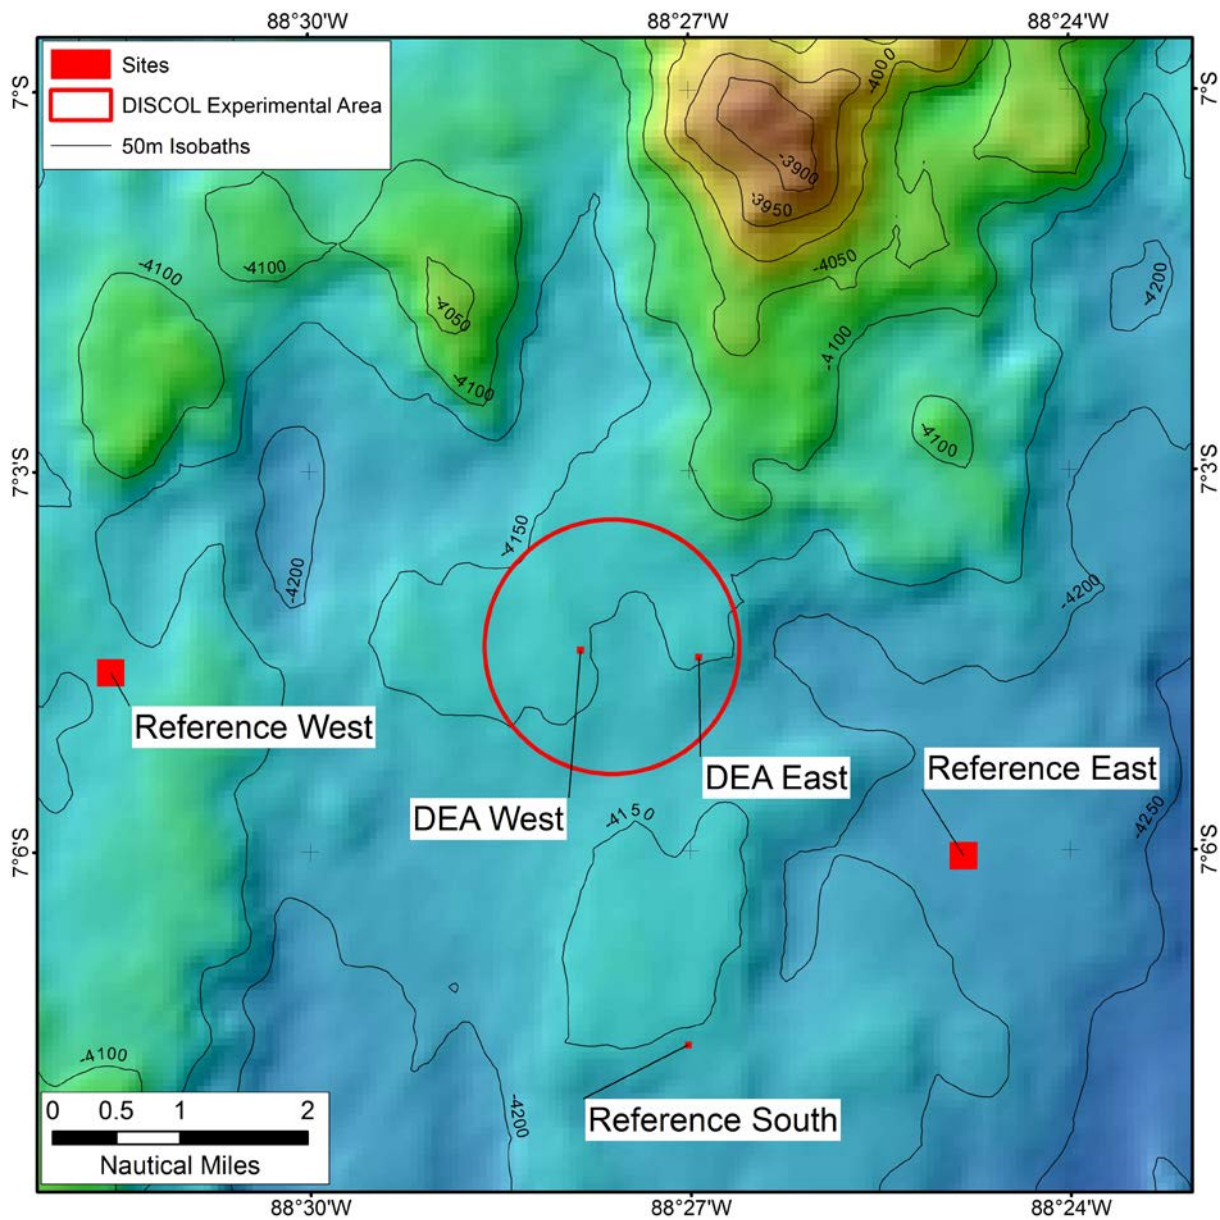 88°30'W 88°27'W 88°24'W
Sites
DISCOL Experimental Area
50m Isobaths
7°S 7°S
-4000
-3900
-3950
-4100 -4100 -4050 -4200
-4050
-4100
-4100
-4100
7°3'S 7°3'S
-4150
-4200 -4200
Reference West
DEA East Reference East
DEA West -4150 -4250
7°6'S 7°6'S
-4100
-4200
Reference South
0 0.5 1 2
Nautical Miles
88°30'W 88°27'W 88°24'W